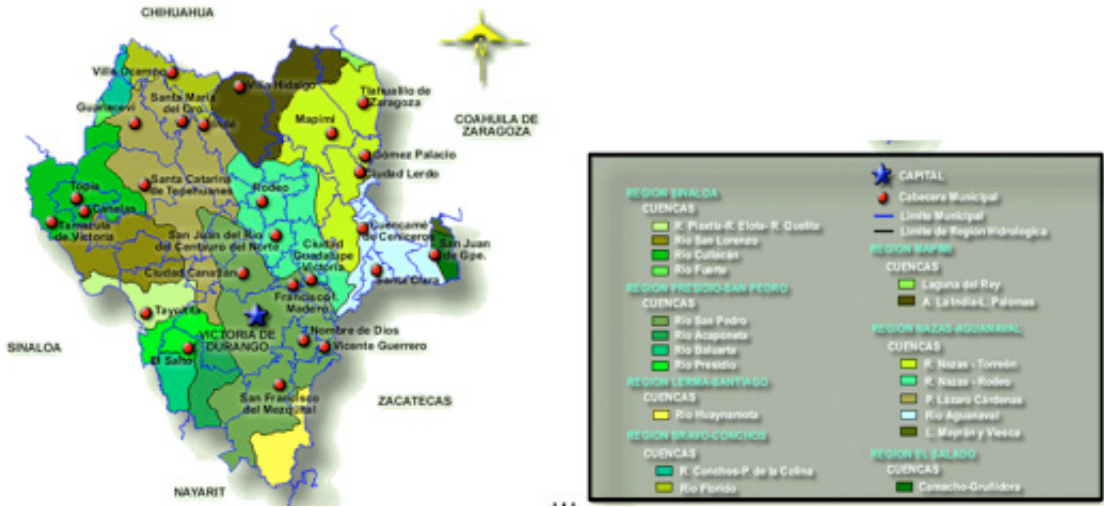 CHIHUAHUA
Villa Ocampo
Villa Hidalgo
Santa María
del Oro
Tlahualilo de
Zaragoza
Guanaceví
Indé
Mapimí
COAHUILA DE
ZARAGOZA
Gómez Palacio
Ciudad Lerdo
Santa Catarina
de Tepehuanes
Rodeo
Topia
Canelas
Tamazula
de Victoria
Cuencamé
de Ceniceros
San Juan del Río
del Centauro del Norte
Ciudad
Guadalupe
Victoria
San Juan
de Gpe.
Ciudad Canatlán
Santa Clara
Francisco I.
Madero
Tayoltita
VICTORIA DE
DURANGO
Nombre de Dios
Vicente Guerrero
SINALOA
El Salto
San Francisco
del Mezquital
ZACATECAS
NAYARIT
...
REGION SINALOA
CUENCAS
R. Piaxtla-R. Elota- R. Quelite
Río San Lorenzo
Río Culiacán
Río Fuerte
REGION PRESIDIO-SAN PEDRO
CUENCAS
Río San Pedro
Río Acaponeta
Río Baluarte
Río Presidio
REGION LERMA-SANTIAGO
CUENCAS
Río Huaynamota
REGION BRAVO-CONCHOS
CUENCAS
R. Conchos-P. de la Colina
Río Florido
CAPITAL
Cabecera Municipal
Límite Municipal
Límite de Región Hidrológica
REGION MAPIMI
CUENCAS
Laguna del Rey
A. La India-L. Palomas
REGION NAZAS-AGUANAVAL
CUENCAS
R. Nazas - Torreón
R. Nazas - Rodeo
P. Lázaro Cárdenas
Río Aguanaval
L. Mayrán y Viesca
REGION EL SALADO
CUENCAS
Camacho-Gruñidora